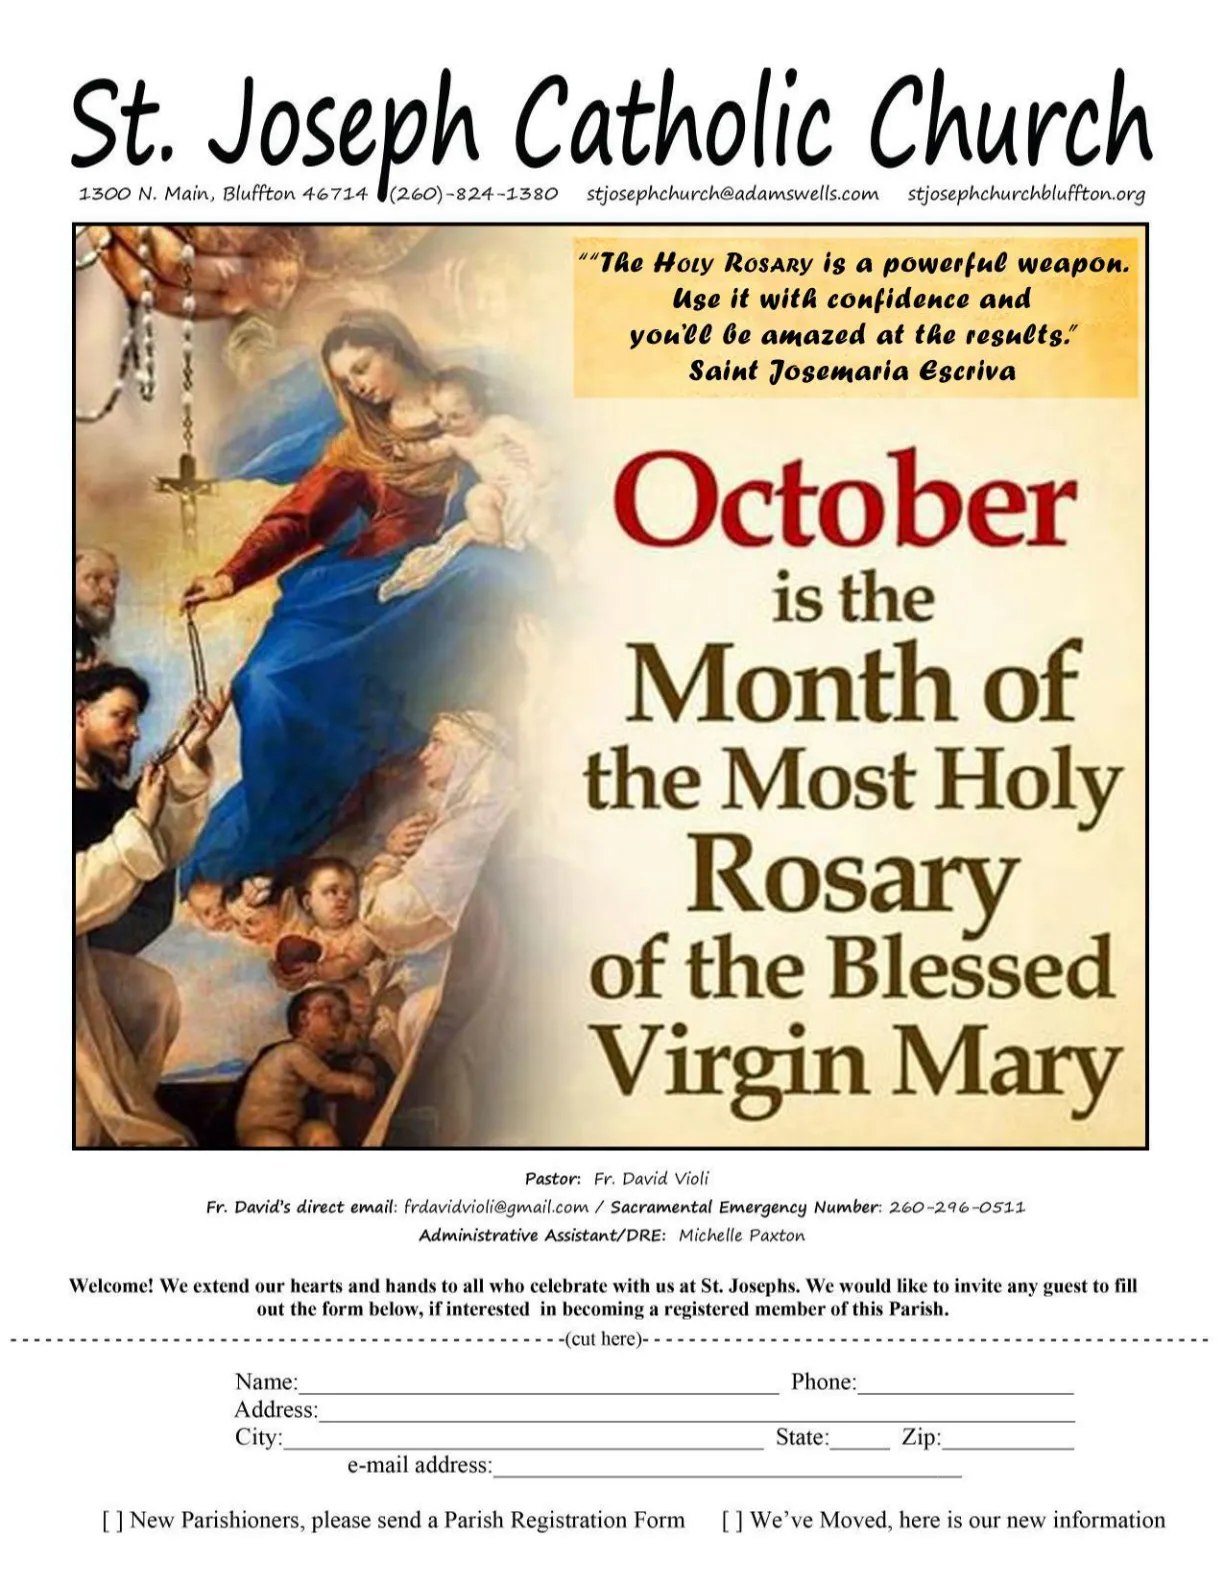 St. Joseph Catholic Church
1300 N. Main, Bluffton 46714 (260)-824-1380 stjosephchurch@adamswells.com stjosephchurchbluffton.org
““The Holy Rosary is a powerful weapon.
Use it with confidence and
you’ll be amazed at the results.”
Saint Josemaria Escriva
October
is the
Month of
the Most Holy
Rosary
of the Blessed
Virgin Mary
Pastor: Fr. David Violi
Fr. David’s direct email: frdavidvioli@gmail.com / Sacramental Emergency Number: 260-296-0511
Administrative Assistant/DRE: Michelle Paxton
Welcome! We extend our hearts and hands to all who celebrate with us at St. Josephs. We would like to invite any guest to fill
out the form below, if interested in becoming a registered member of this Parish.
(cut here)
Name: Phone:
Address:
City: State: Zip:
e-mail address:
[ ] New Parishioners, please send a Parish Registration Form [ ] We’ve Moved, here is our new information